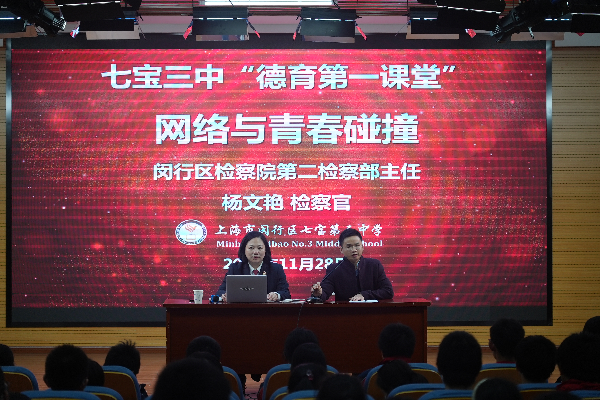 七宝三中“德育第一课堂”
网络与青春碰撞
闵行区检察院第二检察部主任
杨文艳 检察官
上海市闵行区七宝第三中学
No.3 Middle School
11月28